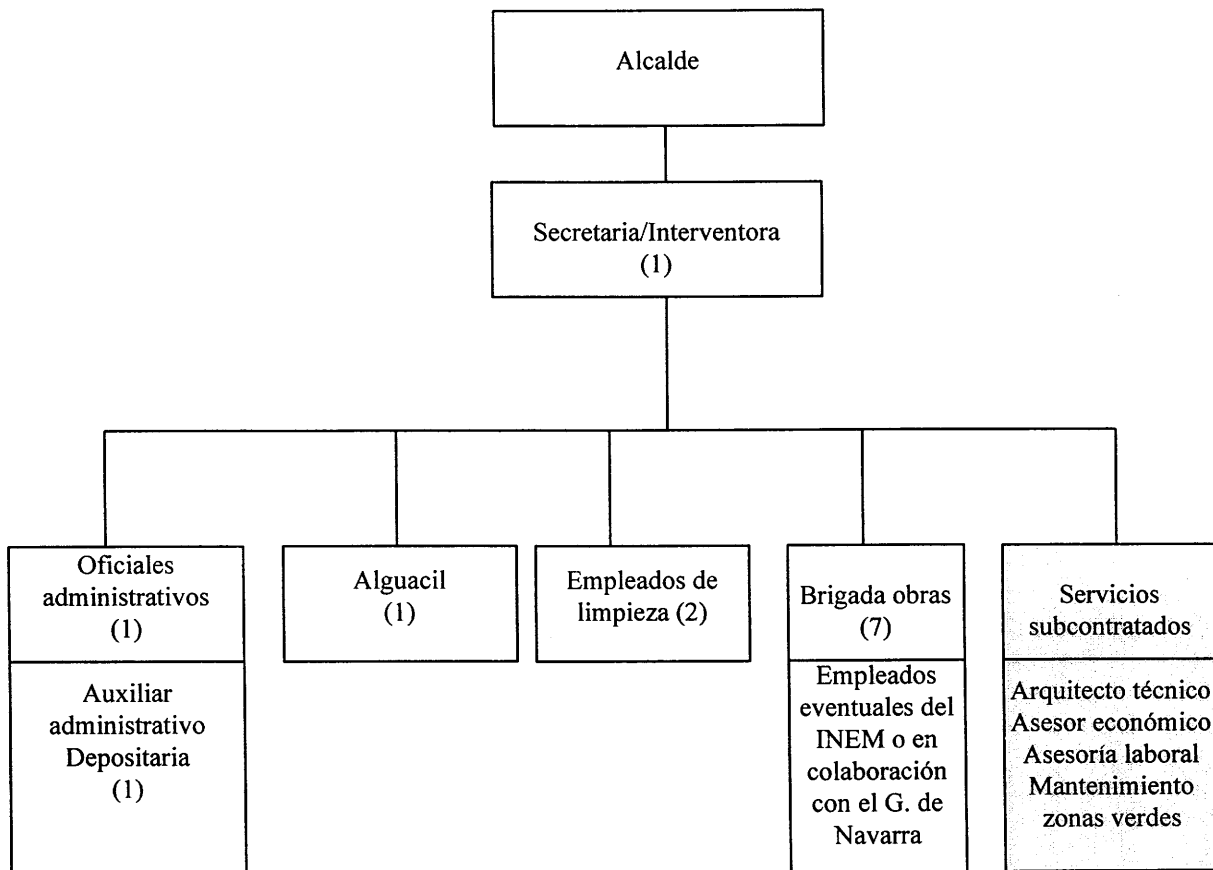 Alcalde
Secretaria/Interventora
(1)
Oficiales
administrativos
(1)
Auxiliar
administrativo
Depositaria
(1)
Alguacil
(1)
Empleados de
limpieza (2)
Brigada obras
(7)
Empleados
eventuales del
INEM o en
colaboración
con el G. de
Navarra
Servicios
subcontratados
Arquitecto técnico
Asesor económico
Asesoría laboral
Mantenimiento
zonas verdes